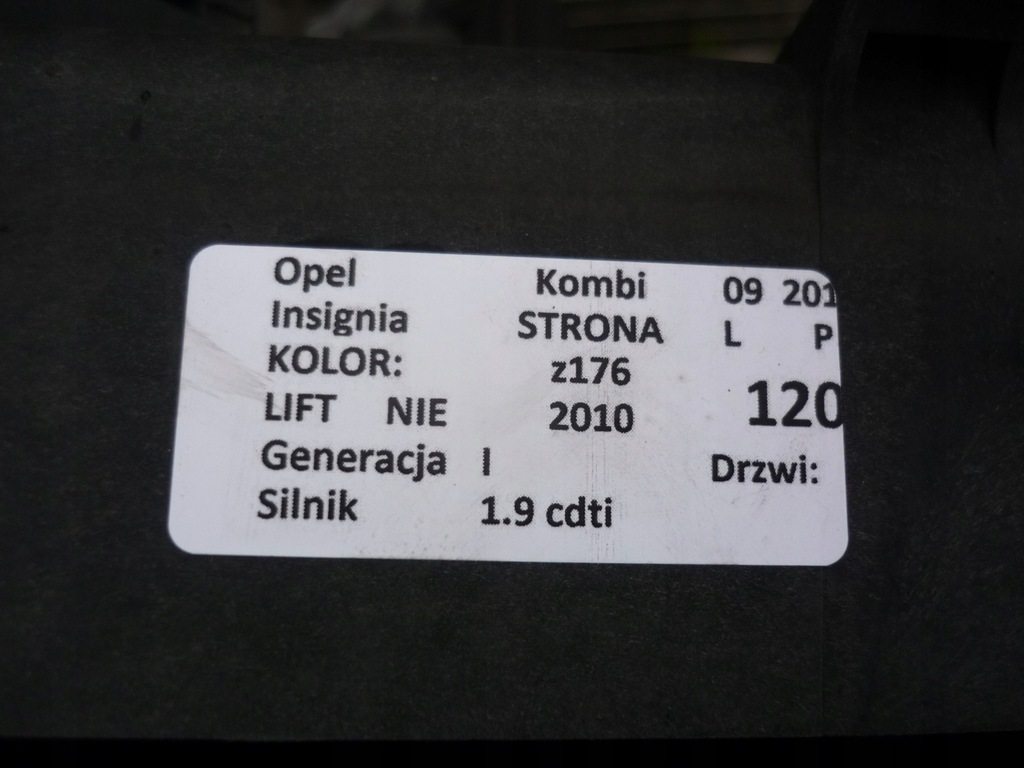 Opel Kombi 09 201
Insignia STRONA L P
KOLOR: z176
LIFT NIE 2010 120
Generacja I Drzwi:
Silnik 1.9 cdti